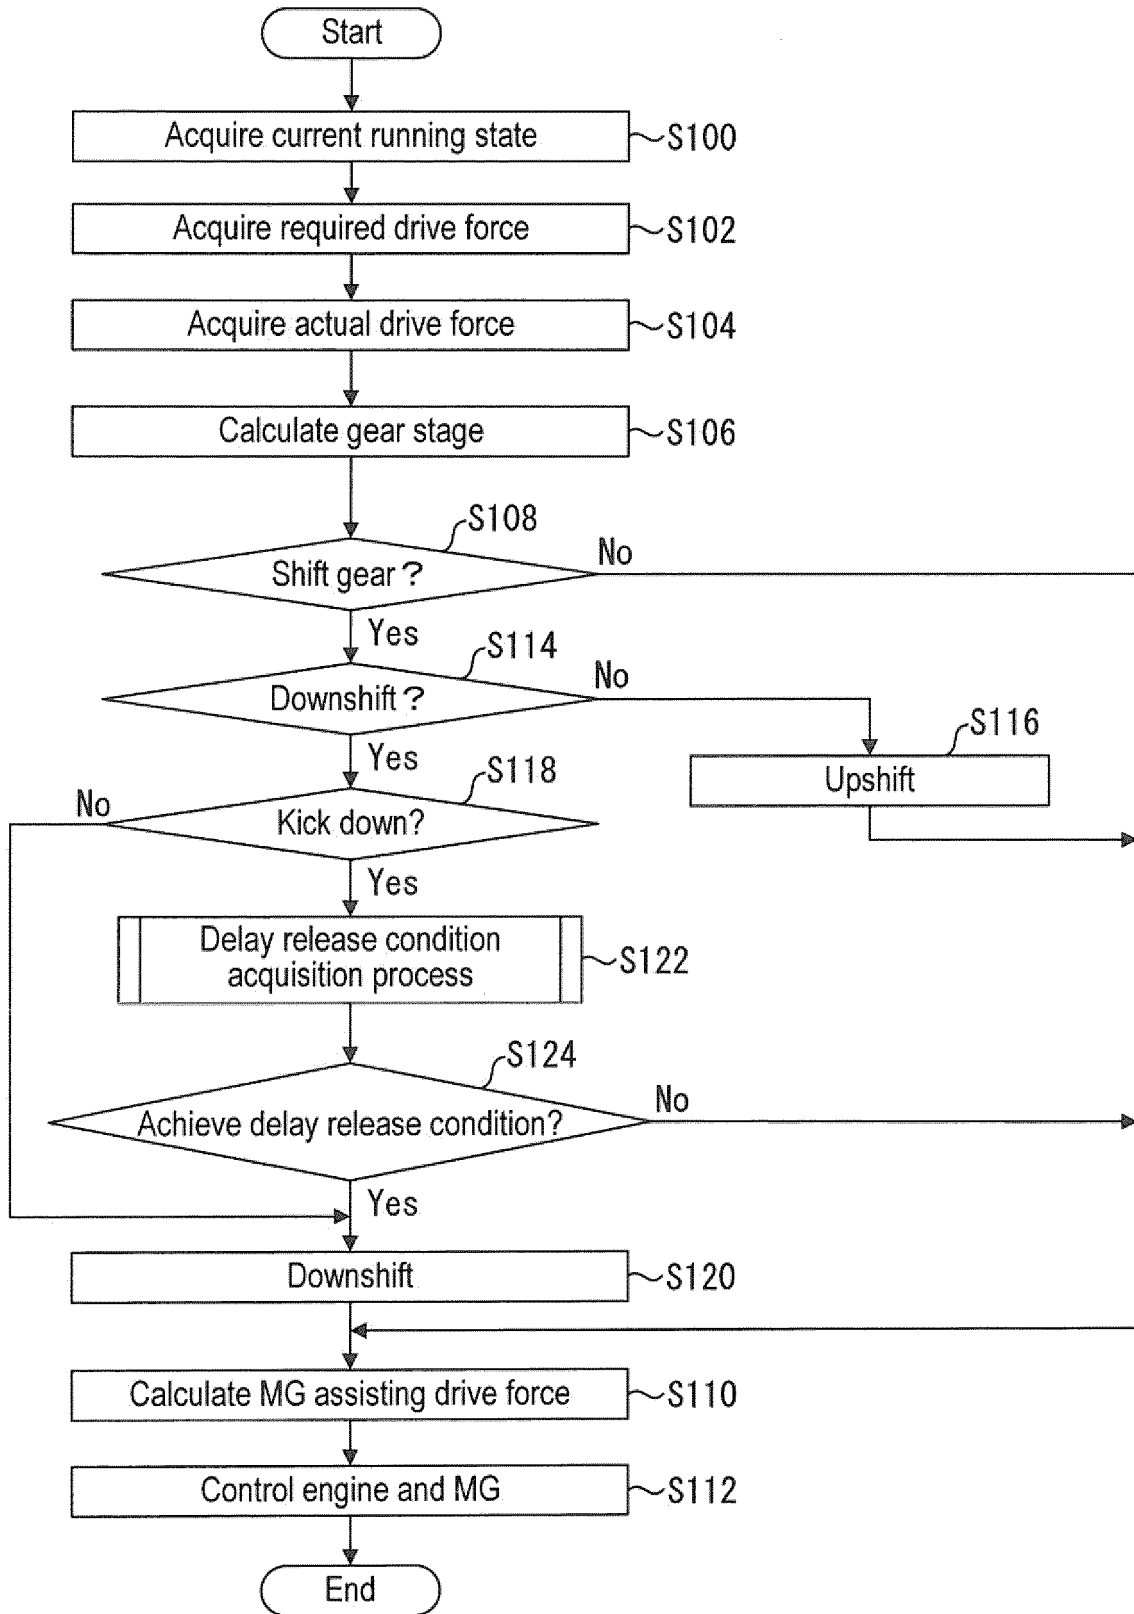 Start
Acquire current running state
S100
Acquire required drive force
S102
Acquire actual drive force
S104
Calculate gear stage
S106
S108
Shift gear?
No
Yes
S114
Downshift?
No
S116
Upshift
Yes
S118
No
Kick down?
Yes
Delay release condition
acquisition process
S122
S124
Achieve delay release condition?
No
Yes
Downshift
S120
Calculate MG assisting drive force
S110
Control engine and MG
S112
End